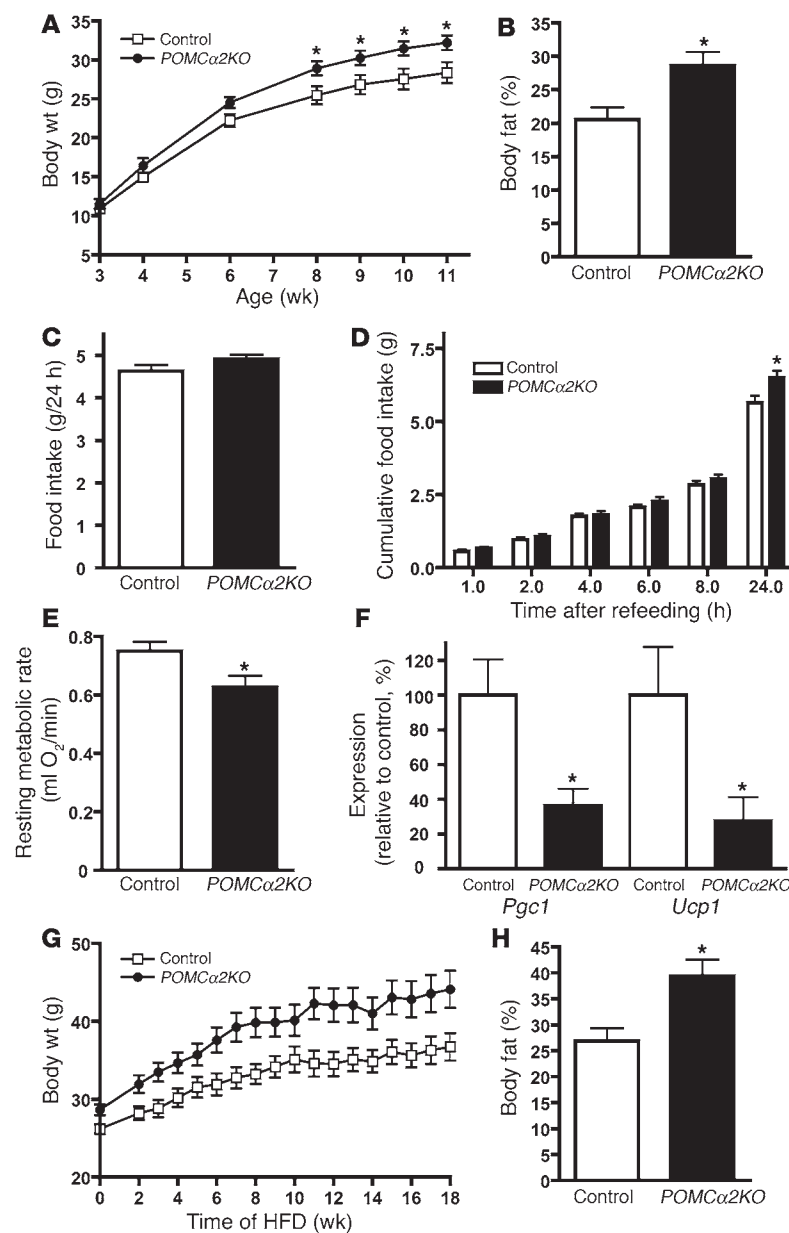 A
Control
POMCα2KO
Body wt (g)
35
30
25
20
15
10
5
* * * *
3 4 5 6 7 8 9 10 11
Age (wk)
B
Body fat (%)
35
30
25
20
15
10
5
0
*
Control POMCα2KO
C
Food intake (g/24 h)
5
4
3
2
1
0
Control POMCα2KO
D
Control
POMCα2KO
Cumulative food intake (g)
7.5
5.0
2.5
0.0
*
1.0 2.0 4.0 6.0 8.0 24.0
Time after refeeding (h)
E
Resting metabolic rate
(ml O₂/min)
0.8
0.6
0.4
0.2
0
*
Control POMCα2KO
F
Expression
(relative to control, %)
120
100
80
60
40
20
0
* *
Control POMCα2KO Control POMCα2KO
Pgc1 Ucp1
G
Control
POMCα2KO
Body wt (g)
50
40
30
20
0 2 4 6 8 10 12 14 16 18
Time of HFD (wk)
H
Body fat (%)
45
40
35
30
25
20
15
10
5
0
*
Control POMCα2KO